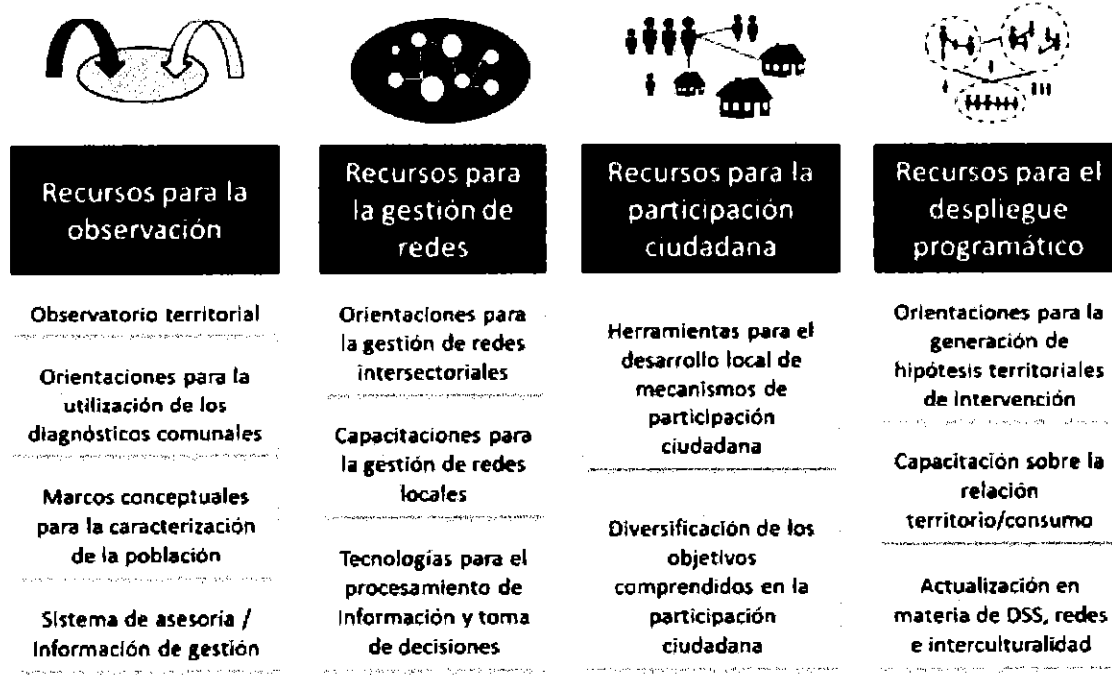 Recursos para la
observación
Observatorio territorial
Orientaciones para la
utilización de los
diagnósticos comunales
Marcos conceptuales
para la caracterización
de la población
Sistema de asesoría /
Información de gestión
Recursos para
la gestión de
redes
Orientaciones para
la gestión de redes
intersectoriales
Capacitaciones para
la gestión de redes
locales
Tecnologías para el
procesamiento de
Información y toma
de decisiones
Recursos para la
participación
ciudadana
Herramientas para el
desarrollo local de
mecanismos de
participación
ciudadana
Diversificación de los
objetivos
comprendidos en la
participación
ciudadana
Recursos para el
despliegue
programático
Orientaciones para la
generación de
hipótesis territoriales
de Intervención
Capacitación sobre la
relación
territorio/consumo
Actualización en
materia de DSS, redes
e interculturalidad